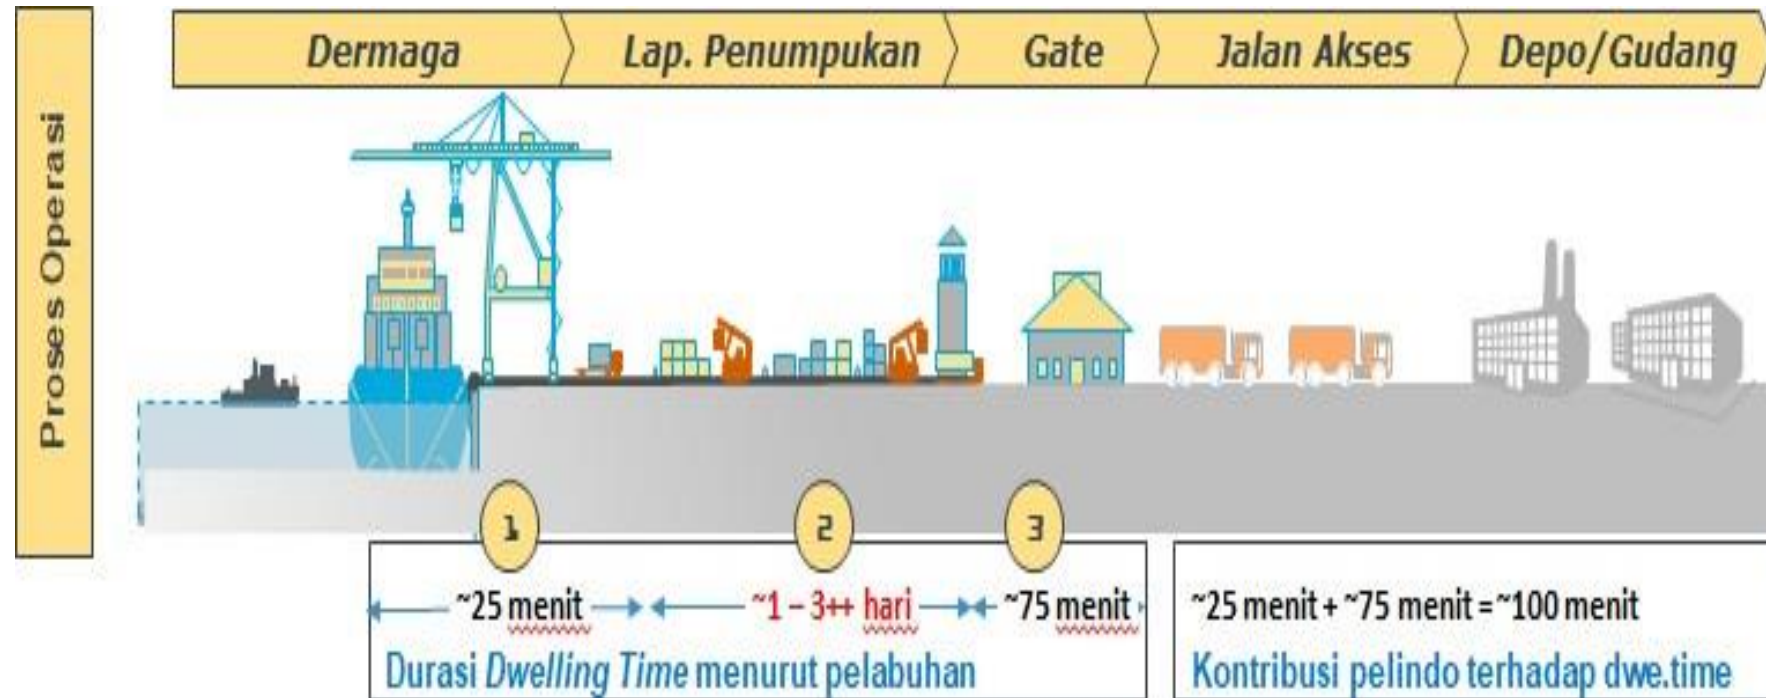 Proses Operasi
Dermaga
Lap. Penumpukan
Gate
Jalan Akses
Depo/Gudang
1
2
3
~25 menit
~1 – 3++ hari
~75 menit
Durasi Dwelling Time menurut pelabuhan
~25 menit + ~75 menit = ~100 menit
Kontribusi pelindo terhadap dwe.time